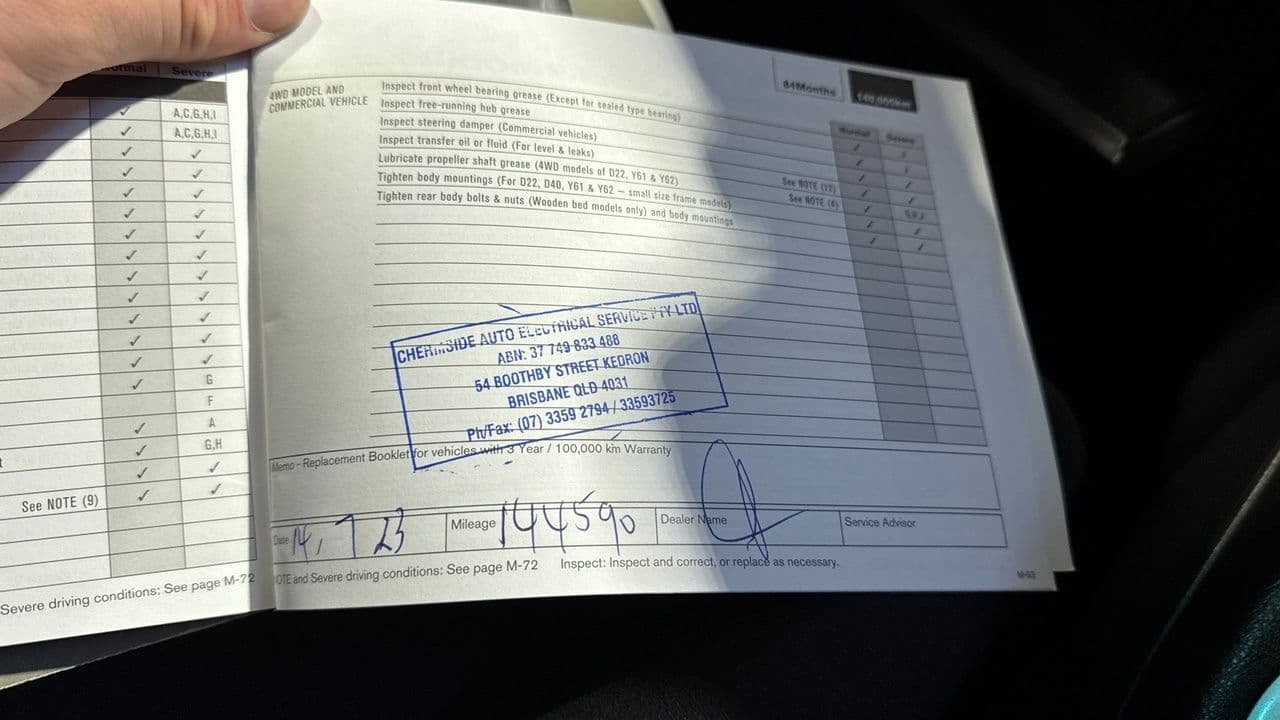 Severe
A,C,G,H,I
A,C,G,H,I
G
F
A
G,H
See NOTE (9)
Severe driving conditions: See page M-72
84Months
4WD MODEL AND
COMMERCIAL VEHICLE
Inspect front wheel bearing grease (Except for sealed type bearing)
Inspect free-running hub grease
Inspect steering damper (Commercial vehicles)
Inspect transfer oil or fluid (For level & leaks)
Lubricate propeller shaft grease (4WD models of D22, Y61 & Y62) See NOTE (12)
Tighten body mountings (For D22, D40, Y61 & Y62 – small size frame models) See NOTE (4)
Tighten rear body bolts & nuts (Wooden bed models only) and body mountings
Normal Severe
CHERMSIDE AUTO ELECTRICAL SERVICE PTY LTD
ABN: 37 749 833 488
54 BOOTHBY STREET KEDRON
BRISBANE QLD 4031
Ph/Fax: (07) 3359 2794 / 33593725
Memo - Replacement Booklet for vehicles with 3 Year / 100,000 km Warranty
Date 14, 7 23 Mileage 144590 Dealer Name Service Advisor
NOTE and Severe driving conditions: See page M-72 Inspect: Inspect and correct, or replace as necessary.